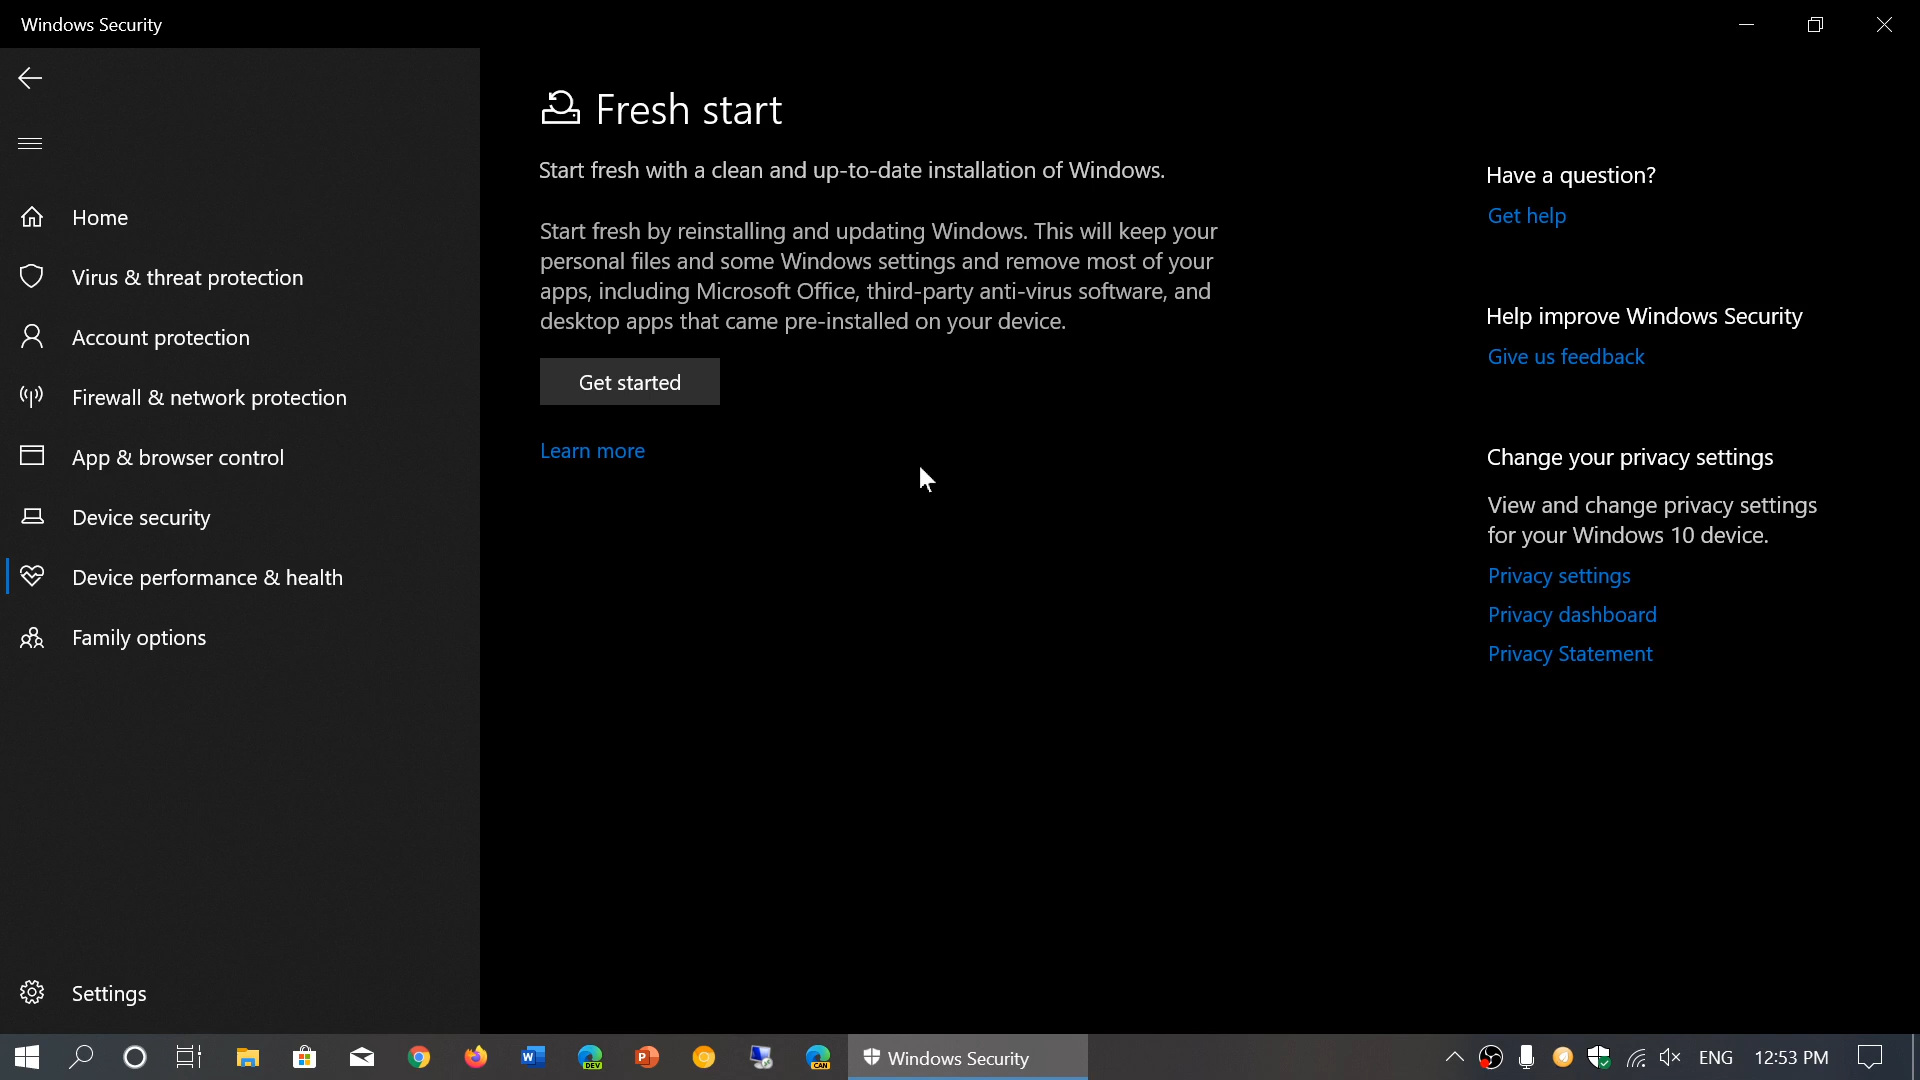 Windows Security
Home
Virus & threat protection
Account protection
Firewall & network protection
App & browser control
Device security
Device performance & health
Family options
Settings
Fresh start
Start fresh with a clean and up-to-date installation of Windows.
Start fresh by reinstalling and updating Windows. This will keep your
personal files and some Windows settings and remove most of your
apps, including Microsoft Office, third-party anti-virus software, and
desktop apps that came pre-installed on your device.
Get started
Learn more
Have a question?
Get help
Help improve Windows Security
Give us feedback
Change your privacy settings
View and change privacy settings
for your Windows 10 device.
Privacy settings
Privacy dashboard
Privacy Statement
W
DEV
P
CAN
Windows Security
ENG
12:53 PM